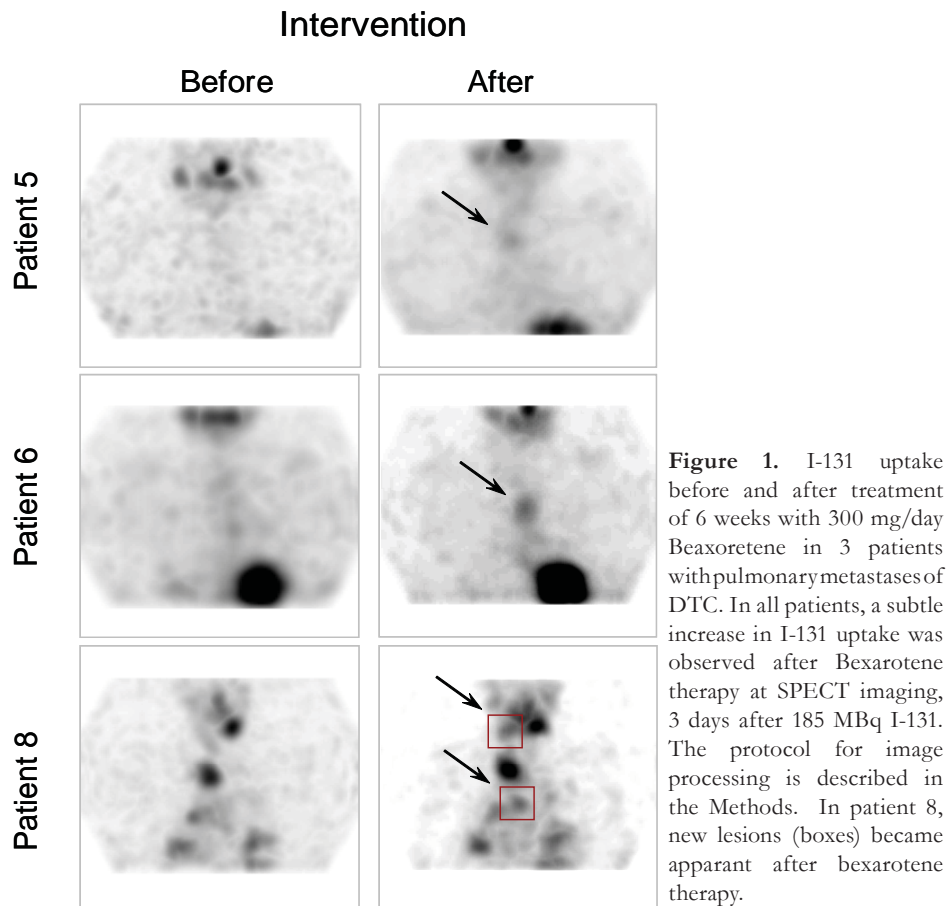 Intervention
Before After
Patient 5
Patient 6
Patient 8
Figure 1. I-131 uptake
before and after treatment
of 6 weeks with 300 mg/day
Beaxoretene in 3 patients
with pulmonary metastases of
DTC. In all patients, a subtle
increase in I-131 uptake was
observed after Bexarotene
therapy at SPECT imaging,
3 days after 185 MBq I-131.
The protocol for image
processing is described in
the Methods. In patient 8,
new lesions (boxes) became
apparant after bexarotene
therapy.